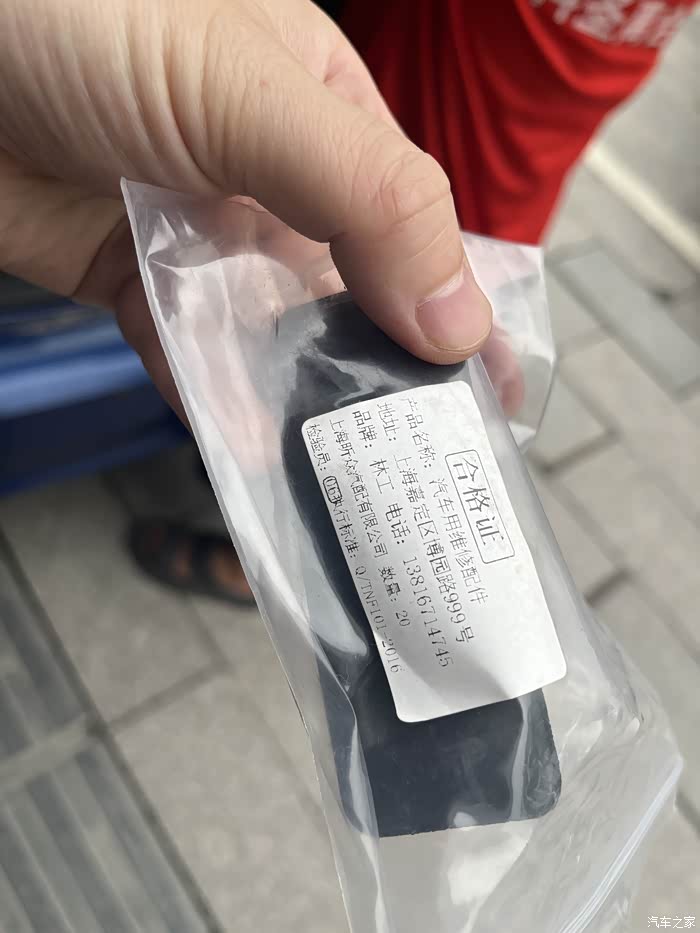 合格证
产品名称: 汽车用维修配件
地址: 上海嘉定区博园路999号
品牌: 林工 电话: 13816714745
上海昕众汽配有限公司 数量: 20
检验员: 执行标准: Q/TNF101-2016
汽车之家